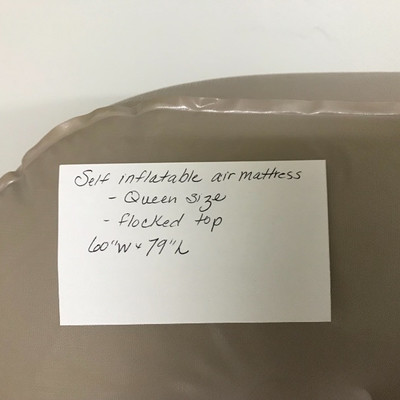 Self inflatable air mattress
- Queen size
- flocked top
60"W x 79"L